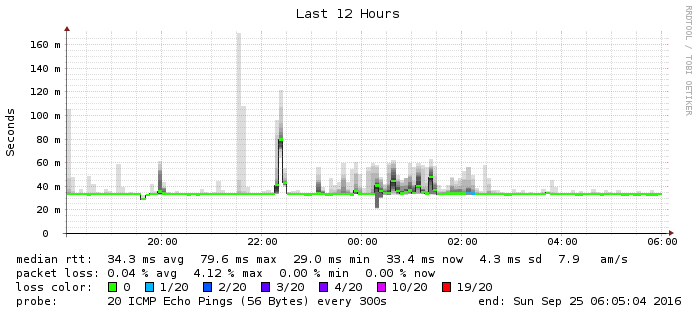 Last 12 Hours
RRDTOOL / TOBI OETIKER
Seconds
160 m
140 m
120 m
100 m
80 m
60 m
40 m
20 m
0
20:00 22:00 00:00 02:00 04:00 06:00
median rtt: 34.3 ms avg 79.6 ms max 29.0 ms min 33.4 ms now 4.3 ms sd 7.9 am/s
packet loss: 0.04 % avg 4.12 % max 0.00 % min 0.00 % now
loss color: 0 1/20 2/20 3/20 4/20 10/20 19/20
probe: 20 ICMP Echo Pings (56 Bytes) every 300s end: Sun Sep 25 06:05:04 2016